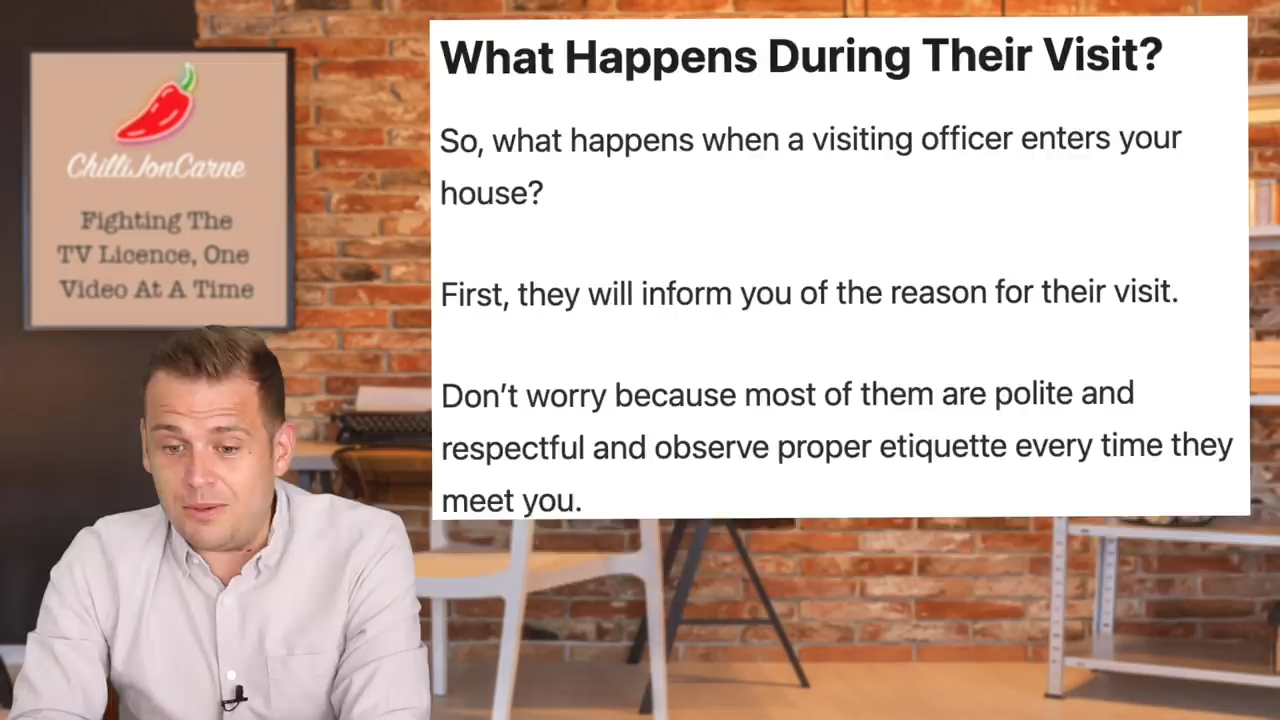 ChilliJonCarne
Fighting The
TV Licence, One
Video At A Time
What Happens During Their Visit?
So, what happens when a visiting officer enters your
house?
First, they will inform you of the reason for their visit.
Don't worry because most of them are polite and
respectful and observe proper etiquette every time they
meet you.